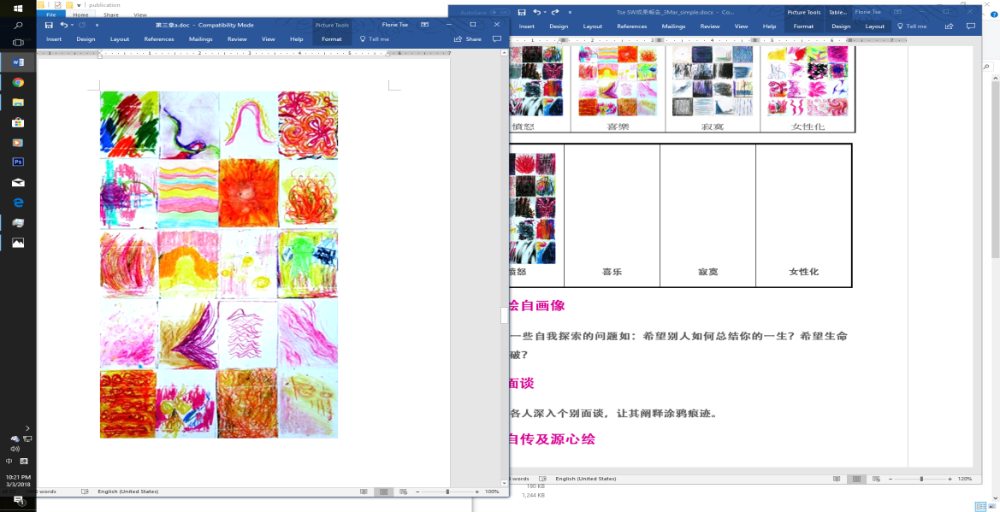 publication
File Home Share View
第三章a.doc - Compatibility Mode
Picture Tools
Florie Tse
Insert Design Layout References Mailings Review View Help Format Tell me Share
AutoSave
Tse SW成果報告_3Mar_simple.docx - Co...
Picture Tools Table... Florie Tse
Insert Design Layout References Mailings Review View Help Format Design Layout Tell me
憤怒 喜樂 寂寞 女性化
愤怒 喜乐 寂寞 女性化
绘自画像
一些自我探索的问题如：希望别人如何总结你的一生？希望生命
破？
面谈
各人深入个别面谈，让其阐释涂鸦痕迹。
自传及源心绘
words English (United States) 100%
words English (United States) 120%
190 KB
1,244 KB
中
10:21 PM
3/3/2018